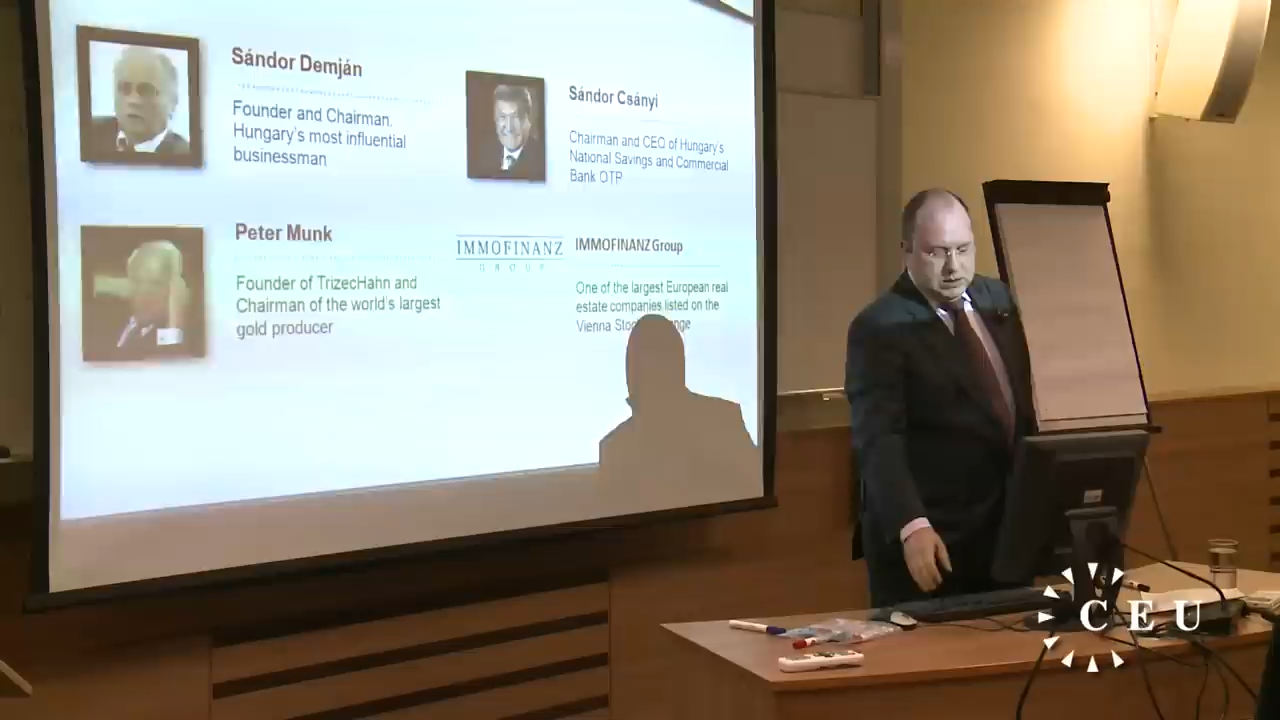 Sándor Demján
Founder and Chairman.
Hungary's most influential
businessman
Sándor Csányi
Chairman and CEO of Hungary's
National Savings and Commercial
Bank OTP
Peter Munk
Founder of TrizecHahn and
Chairman of the world's largest
gold producer
IMMOFINANZ
GROUP
IMMOFINANZ Group
One of the largest European real
estate companies listed on the
Vienna
CEU